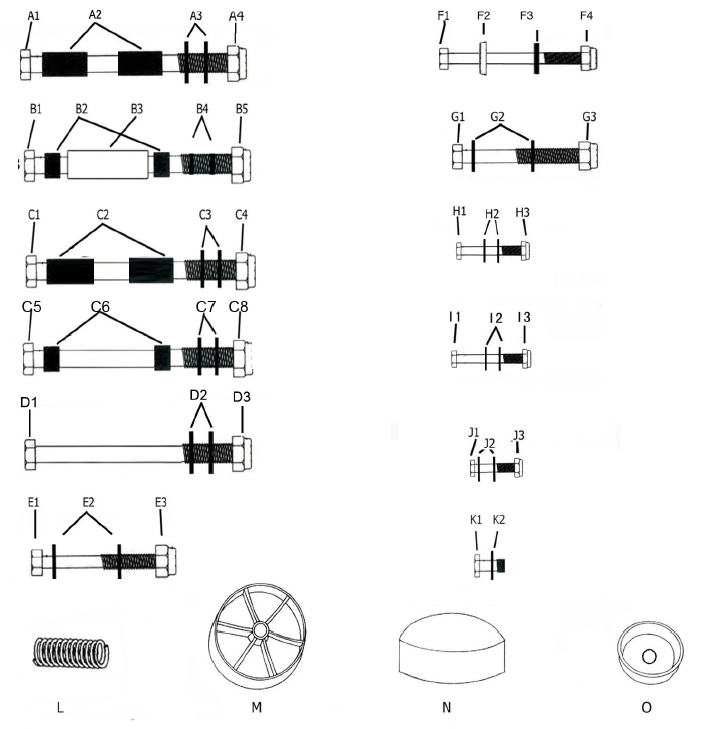 A1 A2 A3 A4
F1 F2 F3 F4
B1 B2 B3 B4 B5
G1 G2 G3
C1 C2 C3 C4
H1 H2 H3
C5 C6 C7 C8
I1 I2 I3
D1 D2 D3
J1 J2 J3
E1 E2 E3
K1 K2
L M N O